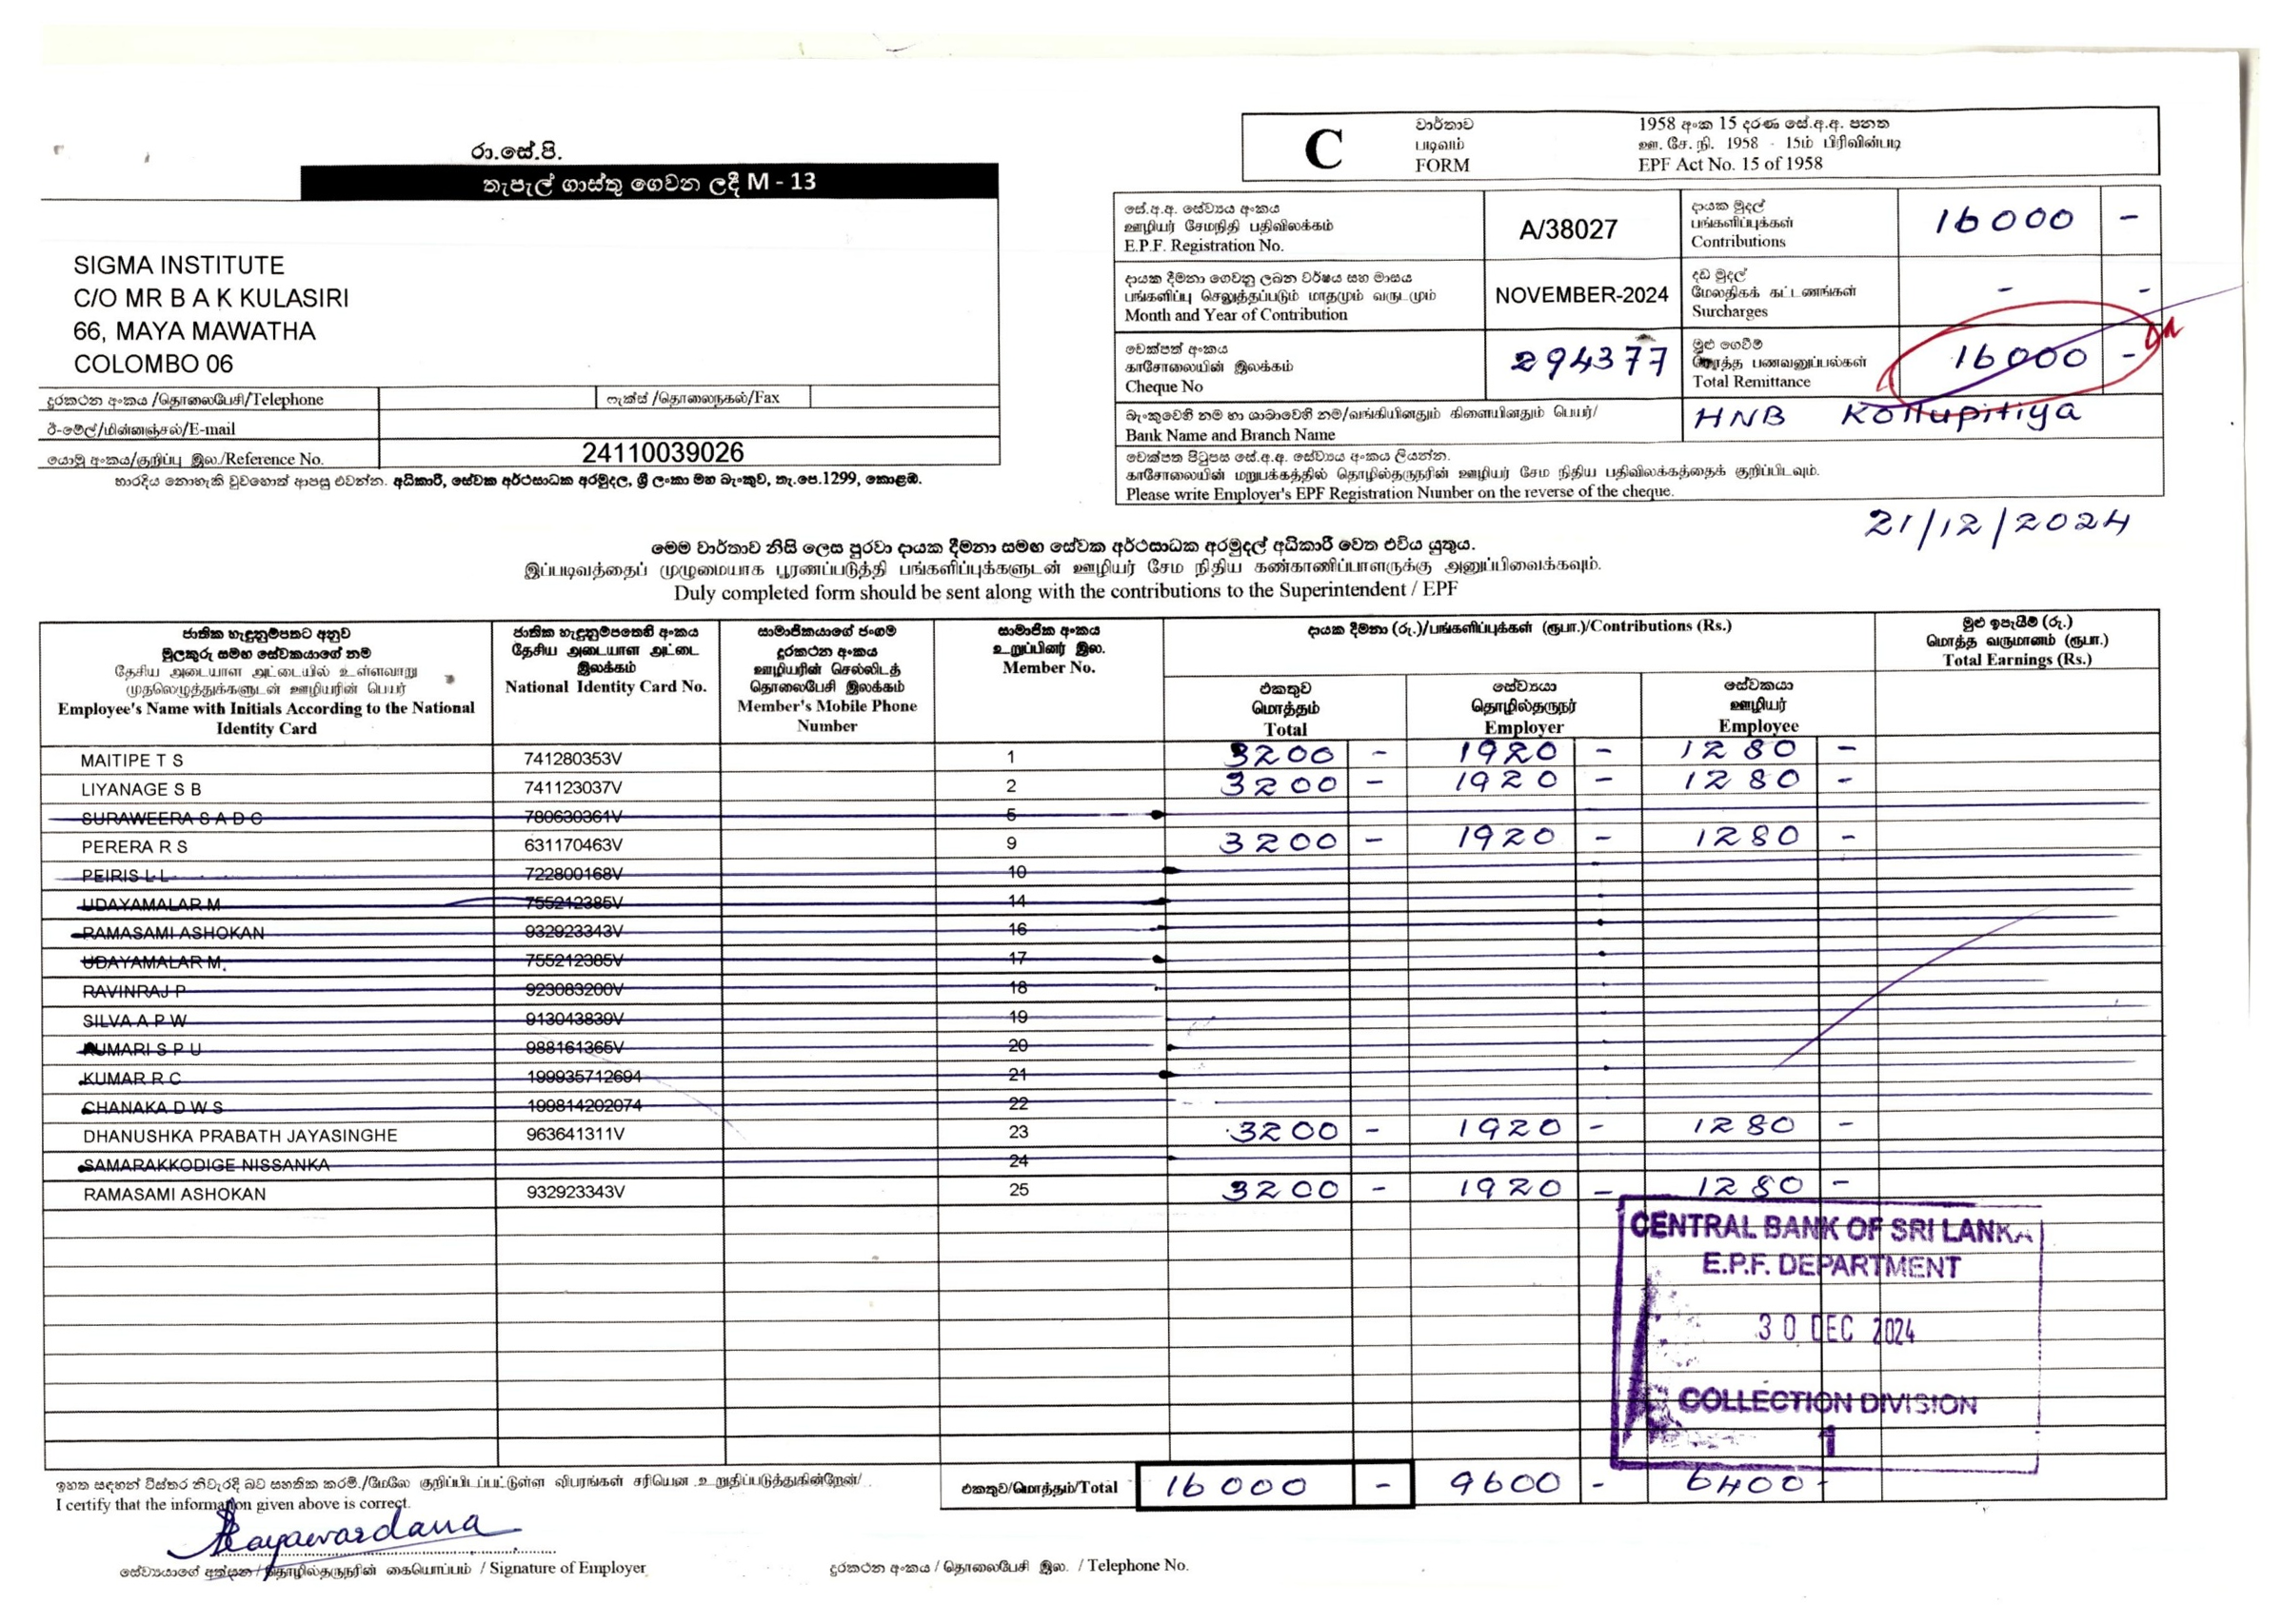 රා.සේ.පි.
තැපැල් ගාස්තු ගෙවන ලදී M - 13
SIGMA INSTITUTE
C/O MR B A K KULASIRI
66, MAYA MAWATHA
COLOMBO 06
දුරකථන අංකය /தொலைபேசி/Telephone
ෆැක්ස් /தொலைநகல்/Fax
ඊ-මේල්/மின்னஞ்சல்/E-mail
යොමු අංකය/குறிப்பு இல./Reference No. 24110039026
භාරදිය නොහැකි වුවහොත් ආපසු එවන්න. අධිකාරී, සේවක අර්ථසාධක අරමුදල, ශ්‍රී ලංකා මහ බැංකුව, තැ.පෙ.1299, කොළඹ.
C
වාර්තාව
படிவம்
FORM
1958 අංක 15 දරණ සේ.අ.අ. පනත
ஊ. சே. நி. 1958 - 15ம் பிரிவின்படி
EPF Act No. 15 of 1958
සේ.අ.අ. සේව්‍යය අංකය
ஊழியர் சேமநிதி பதிவிலக்கம்
E.P.F. Registration No.
A/38027
දායක මුදල්
பங்களிப்புக்கள்
Contributions
16000 -
දායක දීමනා ගෙවනු ලබන වර්ෂය සහ මාසය
பங்களிப்பு செலுத்தப்படும் மாதமும் வருடமும்
Month and Year of Contribution
NOVEMBER-2024
දඩ මුදල්
மேலதிகக் கட்டணங்கள்
Surcharges
- -
චෙක්පත් අංකය
காசோலையின் இலக்கம்
Cheque No
294377
මුළු ගෙවීම්
மொத்த பணவனுப்பல்கள்
Total Remittance
16000 -
බැංකුවෙහි නම හා ශාඛාවෙහි නම/வங்கியினதும் கிளையினதும் பெயர்/
Bank Name and Branch Name
HNB Kollupitiya
චෙක්පත පිටුපස සේ.අ.අ. සේව්‍යය අංකය ලියන්න.
காசோலையின் மறுபக்கத்தில் தொழில்தருநரின் ஊழியர் சேம நிதிய பதிவிலக்கத்தைக் குறிப்பிடவும்.
Please write Employer's EPF Registration Number on the reverse of the cheque.
21/12/2024
මෙම වාර්තාව නිසි ලෙස පුරවා දායක දීමනා සමඟ සේවක අර්ථසාධක අරමුදල් අධිකාරී වෙත එවිය යුතුය.
இப்படிவத்தைப் முழுமையாக பூரணப்படுத்தி பங்களிப்புக்களுடன் ஊழியர் சேம நிதிய கண்காணிப்பாளருக்கு அனுப்பிவைக்கவும்.
Duly completed form should be sent along with the contributions to the Superintendent / EPF
ජාතික හැඳුනුම්පතට අනුව
මුලකුරු සමඟ සේවකයාගේ නම
தேசிய அடையாள அட்டையில் உள்ளவாறு
முதலெழுத்துக்களுடன் ஊழியரின் பெயர்
Employee's Name with Initials According to the National
Identity Card
ජාතික හැඳුනුම්පතෙහි අංකය
தேசிய அடையாள அட்டை
இலக்கம்
National Identity Card No.
සාමාජිකයාගේ ජංගම
දුරකථන අංකය
ஊழியரின் செல்லிடத்
தொலைபேசி இலக்கம்
Member's Mobile Phone
Number
සාමාජික අංකය
உறுப்பினர் இல.
Member No.
දායක දීමනා (රු.)/பங்களிப்புக்கள் (ரூபா.)/Contributions (Rs.)
එකතුව
மொத்தம்
Total
සේව්‍යයා
தொழில்தருநர்
Employer
සේවකයා
ஊழியர்
Employee
මුළු ඉපැයීම් (රු.)
மொத்த வருமானம் (ரூபா.)
Total Earnings (Rs.)
MAITIPE T S 741280353V 1 3200 - 1920 - 1280 -
LIYANAGE S B 741123037V 2 3200 - 1920 - 1280 -
SURAWEERA S A D C 780630361V 5
PERERA R S 631170463V 9 3200 - 1920 - 1280 -
PEIRIS L L 722800168V 10
UDAYAMALAR M 755212385V 14
RAMASAMI ASHOKAN 932923343V 16
UDAYAMALAR M. 755212385V 17
RAVINRAJ P 923083200V 18
SILVA A P W 913043839V 19
KUMARI S P U 988161365V 20
KUMAR R C 199935712694 21
CHANAKA D W S 199814202074 22
DHANUSHKA PRABATH JAYASINGHE 963641311V 23 3200 - 1920 - 1280 -
SAMARAKKODIGE NISSANKA 24
RAMASAMI ASHOKAN 932923343V 25 3200 - 1920 - 1280 -
CENTRAL BANK OF SRI LANKA
E.P.F. DEPARTMENT
30 DEC 2024
COLLECTION DIVISION
1
ඉහත සඳහන් විස්තර නිවැරදි බව සහතික කරමි./மேலே குறிப்பிடப்பட்டுள்ள விபரங்கள் சரியென உறுதிப்படுத்துகின்றேன்/
I certify that the information given above is correct.
එකතුව/மொத்தம்/Total 16000 - 9600 - 6400 -
සේව්‍යයාගේ අත්සන / தொழில்தருநரின் கையொப்பம் / Signature of Employer
දුරකථන අංකය / தொலைபேசி இல. / Telephone No.